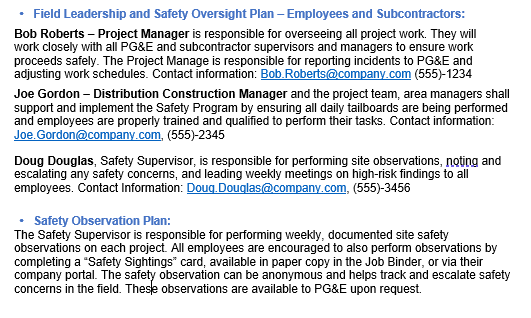 • Field Leadership and Safety Oversight Plan – Employees and Subcontractors:
Bob Roberts – Project Manager is responsible for overseeing all project work. They will
work closely with all PG&E and subcontractor supervisors and managers to ensure work
proceeds safely. The Project Manage is responsible for reporting incidents to PG&E and
adjusting work schedules. Contact information: Bob.Roberts@company.com (555)-1234
Joe Gordon – Distribution Construction Manager and the project team, area managers shall
support and implement the Safety Program by ensuring all daily tailboards are being performed
and employees are properly trained and qualified to perform their tasks. Contact information:
Joe.Gordon@company.com, (555)-2345
Doug Douglas, Safety Supervisor, is responsible for performing site observations, noting and
escalating any safety concerns, and leading weekly meetings on high-risk findings to all
employees. Contact Information: Doug.Douglas@company.com, (555)-3456
• Safety Observation Plan:
The Safety Supervisor is responsible for performing weekly, documented site safety
observations on each project. All employees are encouraged to also perform observations by
completing a “Safety Sightings” card, available in paper copy in the Job Binder, or via their
company portal. The safety observation can be anonymous and helps track and escalate safety
concerns in the field. These observations are available to PG&E upon request.